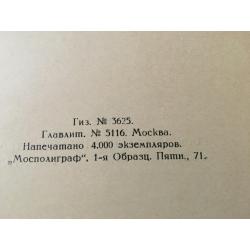 Гиз. № 3625.
Главлит. № 5116. Москва.
Напечатано 4.000 экземпляров.
„Мосполиграф“, 1-я Образц. Пятн., 71.